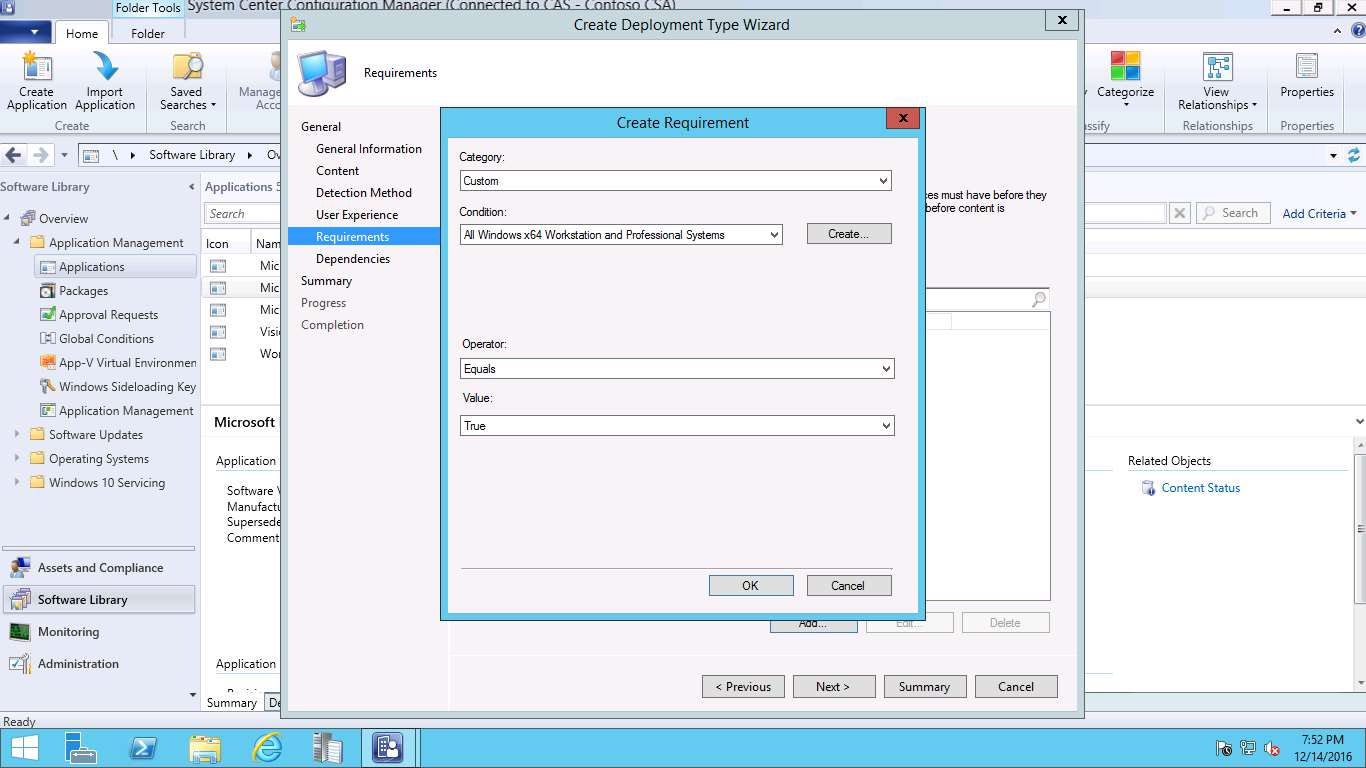 Folder Tools
System Center Configuration Manager (Connected to CAS - Contoso CSA)
Home
Folder
Create
Application
Import
Application
Saved
Searches
Create
Search
Categorize
View
Relationships
Properties
Relationships
Properties
\
Software Library
Software Library
Overview
Application Management
Applications
Packages
Approval Requests
Global Conditions
App-V Virtual Environmen
Windows Sideloading Key
Application Management
Software Updates
Operating Systems
Windows 10 Servicing
Assets and Compliance
Software Library
Monitoring
Administration
Ready
Applications 5
Search
Icon
Nam
Mic
Mic
Mic
Visi
Wor
Microsoft
Application
Software V
Manufactu
Supersede
Comment
Application
Summary
De
Create Deployment Type Wizard
X
Requirements
General
General Information
Content
Detection Method
User Experience
Requirements
Dependencies
Summary
Progress
Completion
ces must have before they
before content is
Create Requirement
X
Category:
Custom
Condition:
All Windows x64 Workstation and Professional Systems
Create...
Operator:
Equals
Value:
True
OK
Cancel
Add...
Edit...
Delete
< Previous
Next >
Summary
Cancel
Search
Add Criteria
Related Objects
Content Status
7:52 PM
12/14/2016